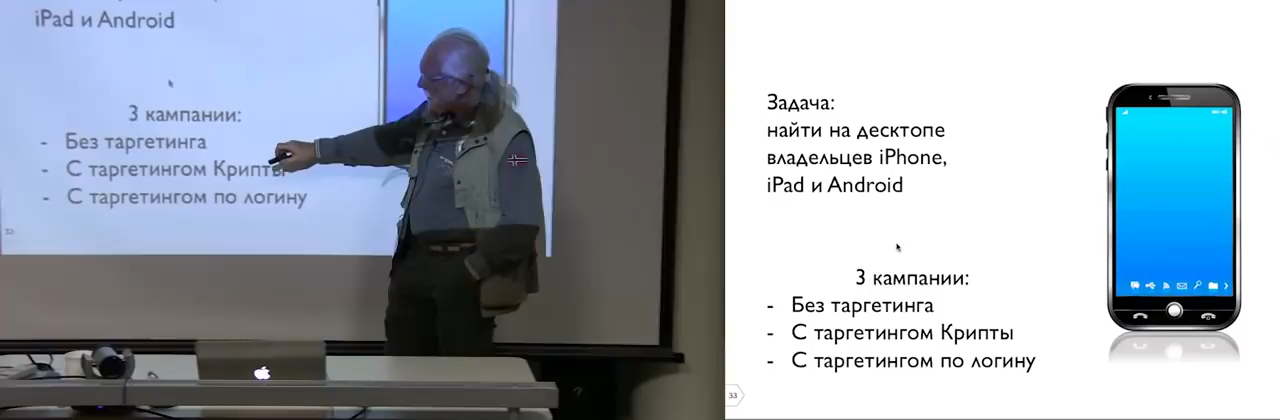 iPad и Android
3 кампании:
- Без таргетинга
- С таргетингом Крипты
- С таргетингом по логину
Задача:
найти на десктопе
владельцев iPhone,
iPad и Android
3 кампании:
- Без таргетинга
- С таргетингом Крипты
- С таргетингом по логину
33